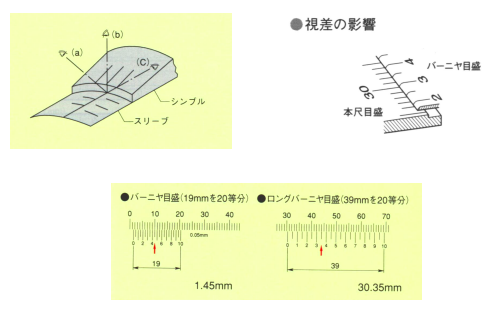 (a)
(b)
(C)
シンブル
スリーブ
●視差の影響
バーニヤ目盛
本尺目盛
30
4
3
2
●バーニヤ目盛(19mmを20等分)
0 10 20 30 40
0.05mm
0 2 4 6 8 10
19
1.45mm
●ロングバーニヤ目盛(39mmを20等分)
30 40 50 60 70
0 1 2 3 4 5 6 7 8 9 10
39
30.35mm